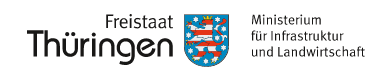 Freistaat
Thüringen
Ministerium
für Infrastruktur
und Landwirtschaft